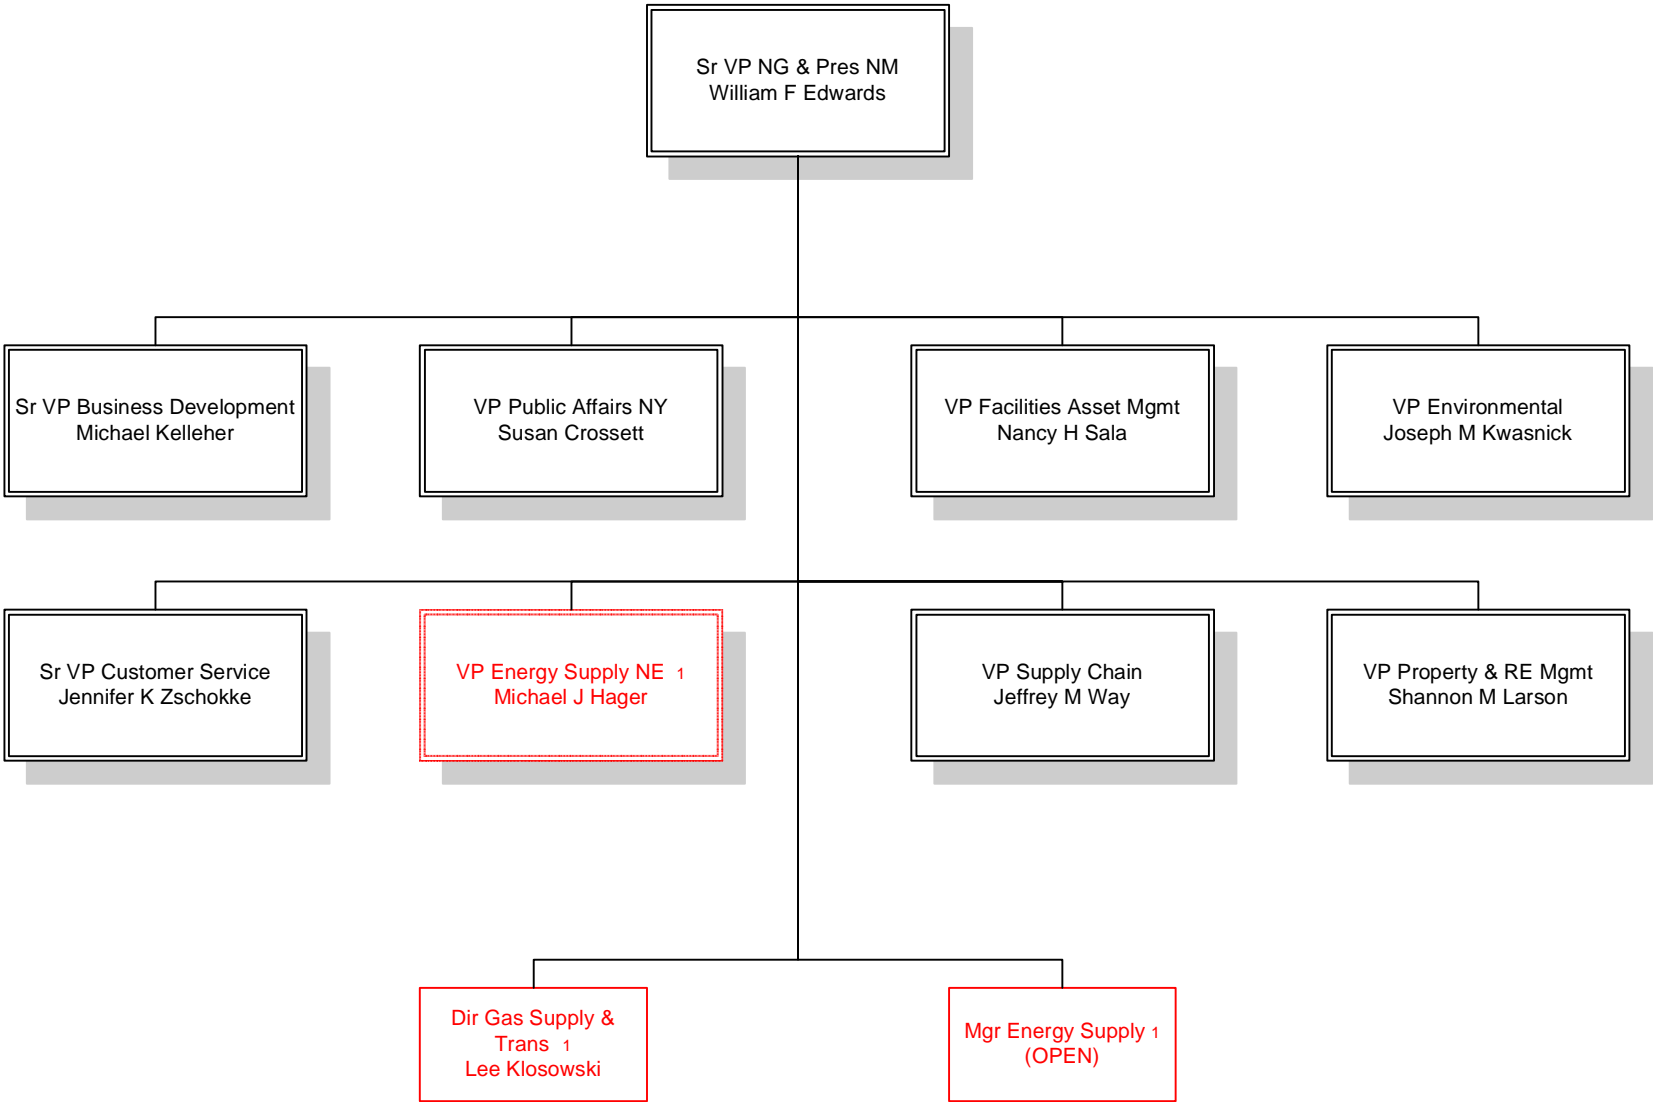 Sr VP NG & Pres NM
William F Edwards
Sr VP Business Development
Michael Kelleher
VP Public Affairs NY
Susan Crossett
VP Facilities Asset Mgmt
Nancy H Sala
VP Environmental
Joseph M Kwasnick
Sr VP Customer Service
Jennifer K Zschokke
VP Energy Supply NE 1
Michael J Hager
VP Supply Chain
Jeffrey M Way
VP Property & RE Mgmt
Shannon M Larson
Dir Gas Supply &
Trans 1
Lee Klosowski
Mgr Energy Supply 1
(OPEN)